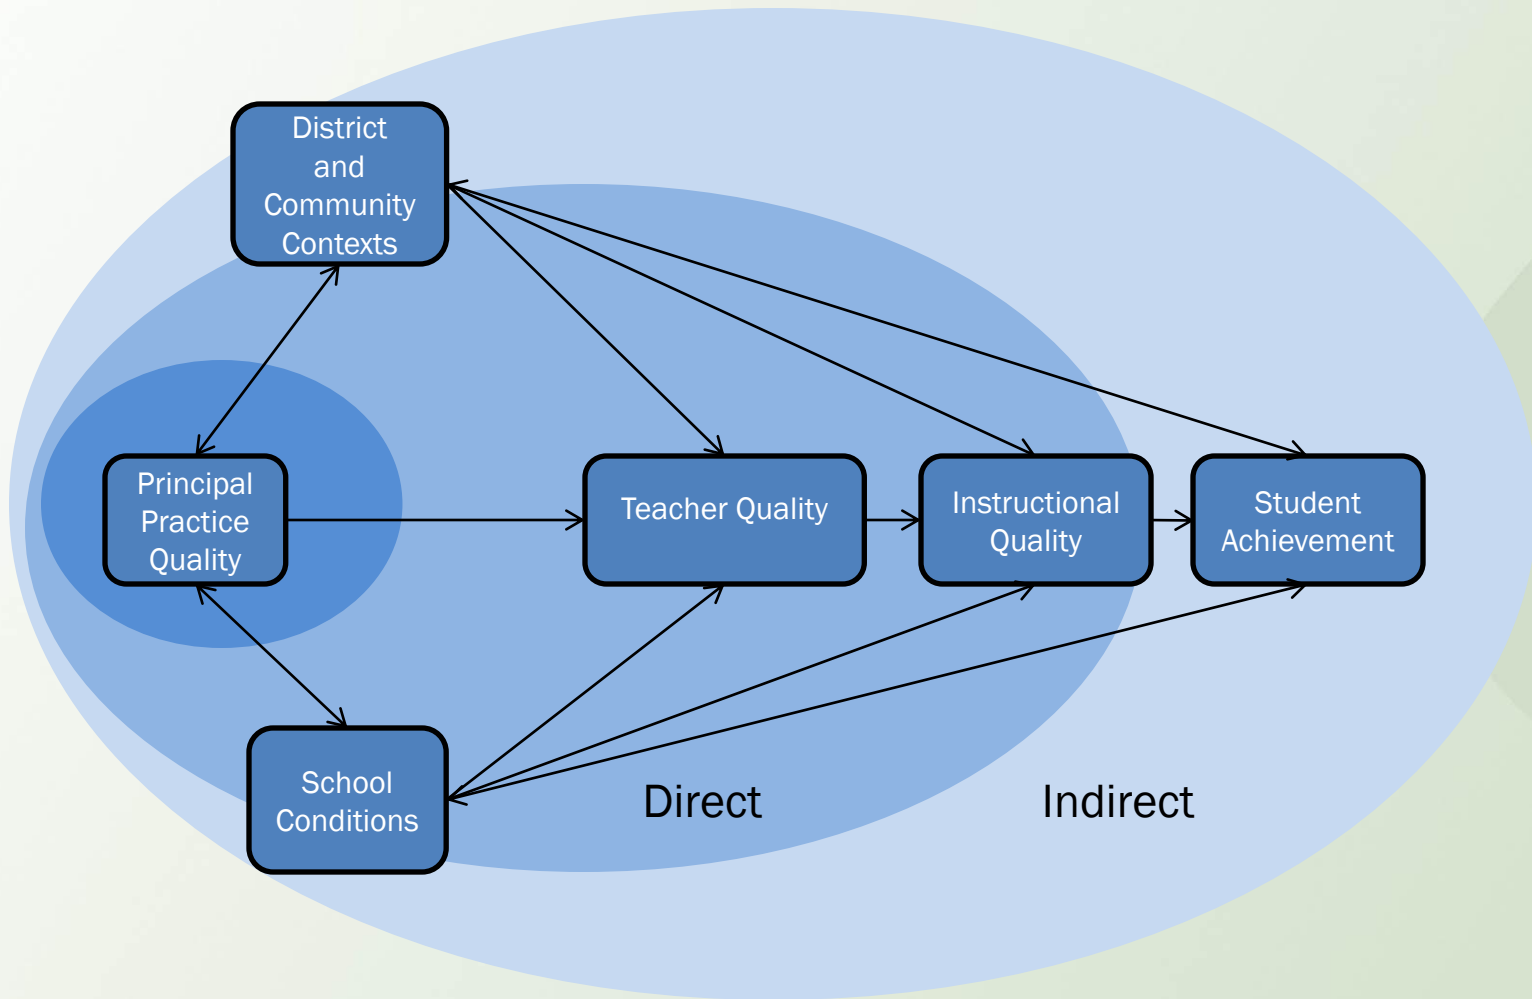 District
and
Community
Contexts
Principal
Practice
Quality
Teacher Quality
Instructional
Quality
Student
Achievement
School
Conditions
Direct
Indirect